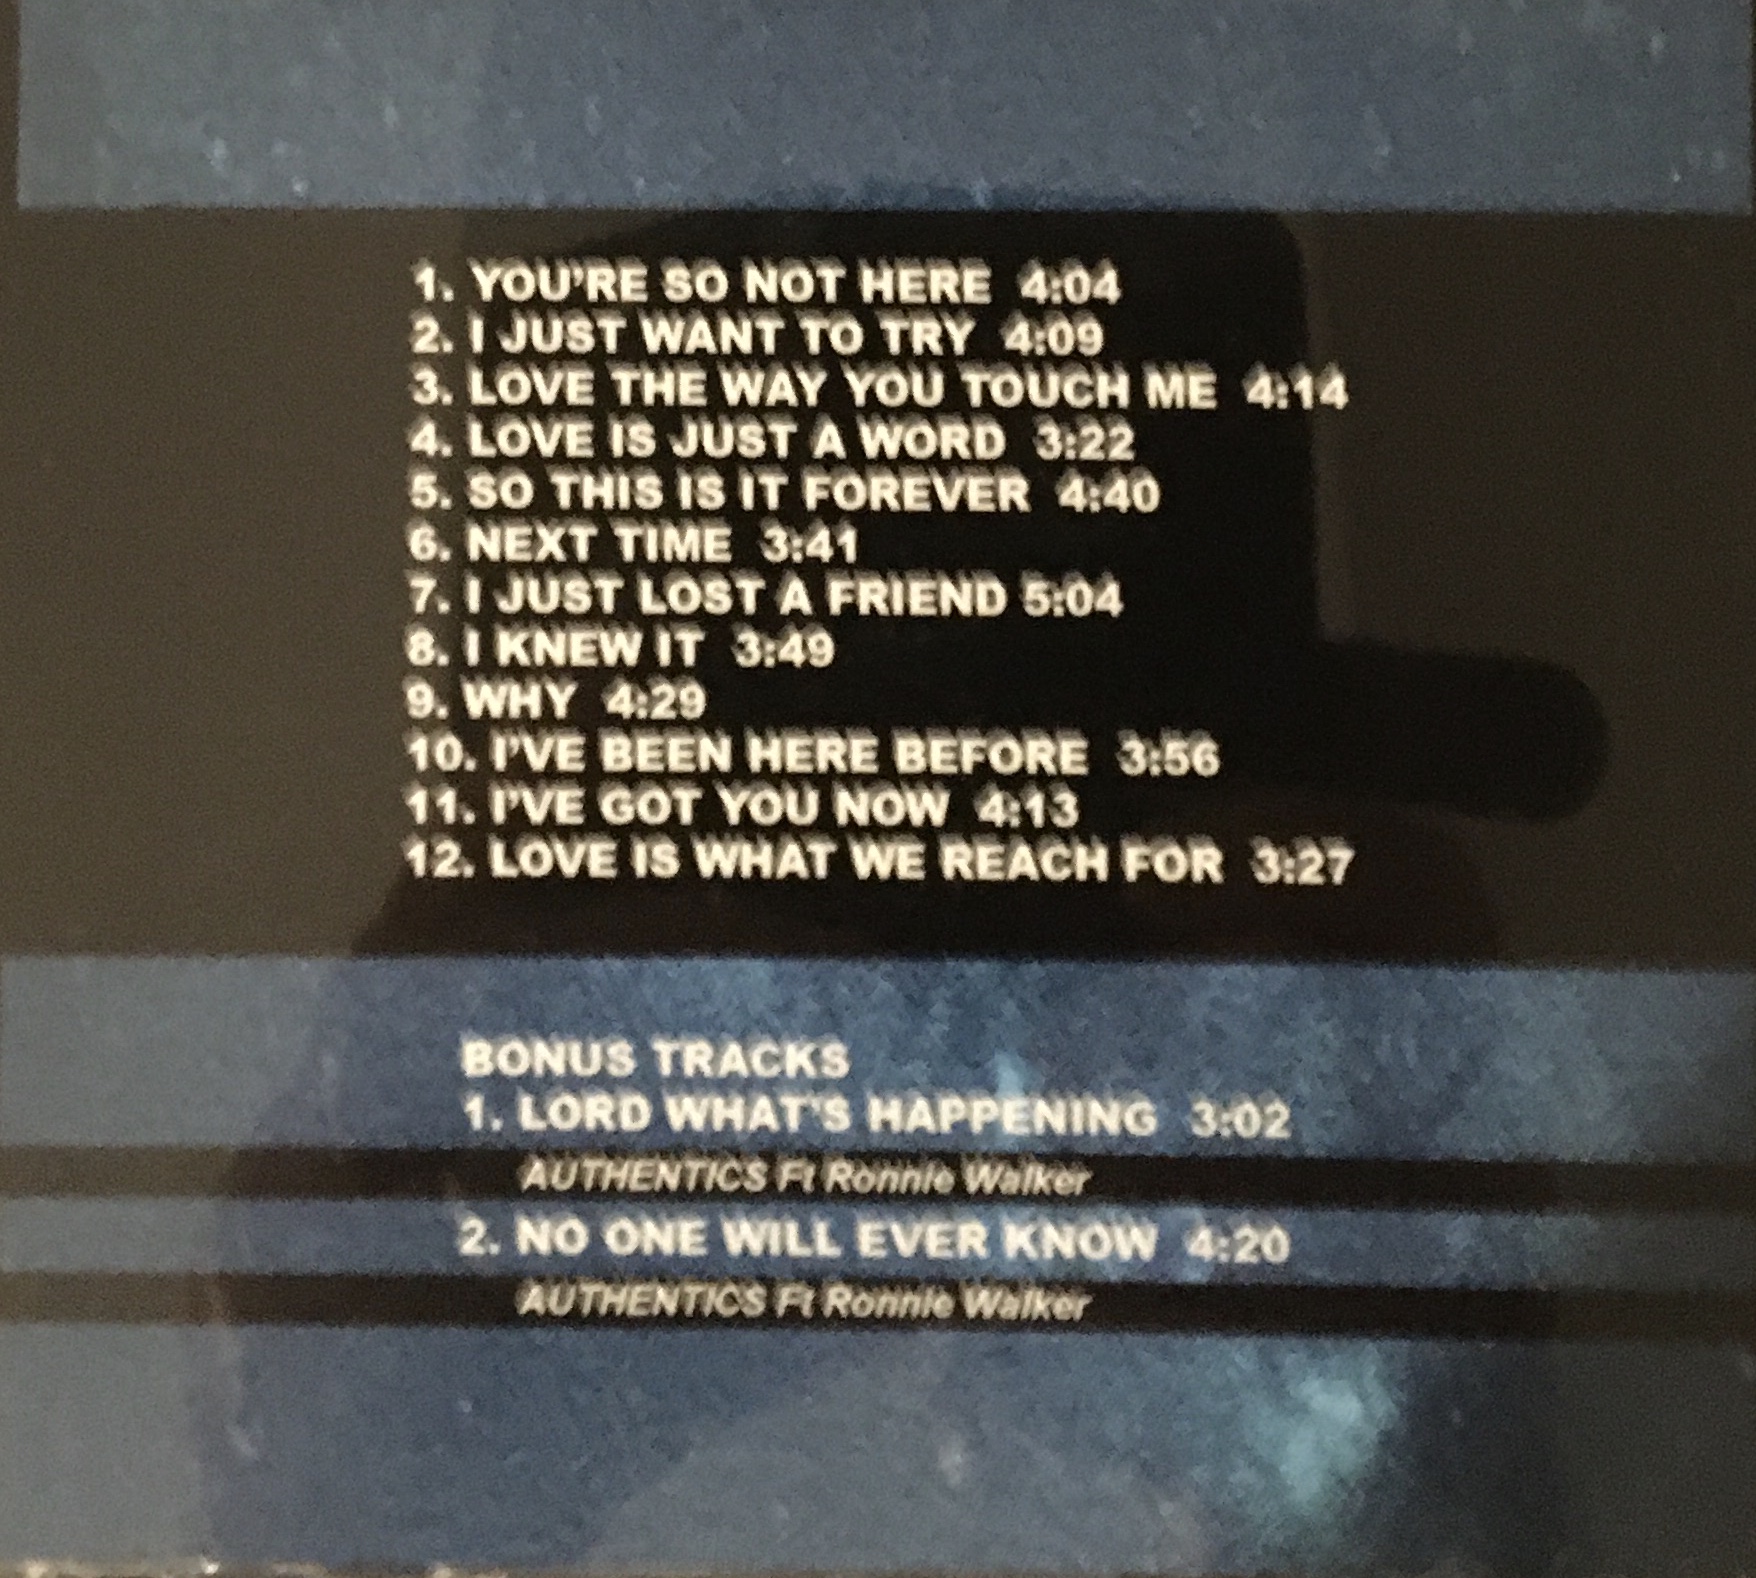 1. YOU'RE SO NOT HERE 4:04
2. I JUST WANT TO TRY 4:09
3. LOVE THE WAY YOU TOUCH ME 4:14
4. LOVE IS JUST A WORD 3:22
5. SO THIS IS IT FOREVER 4:40
6. NEXT TIME 3:41
7. I JUST LOST A FRIEND 5:04
8. I KNEW IT 3:49
9. WHY 4:29
10. I'VE BEEN HERE BEFORE 3:56
11. I'VE GOT YOU NOW 4:13
12. LOVE IS WHAT WE REACH FOR 3:27
BONUS TRACKS
1. LORD WHAT'S HAPPENING 3:02
AUTHENTICS Ft Ronnie Walker
2. NO ONE WILL EVER KNOW 4:20
AUTHENTICS Ft Ronnie Walker